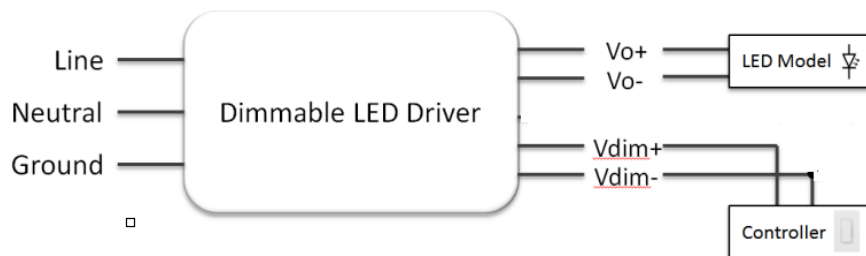 Line
Neutral
Ground
Dimmable LED Driver
Vo+
Vo-
LED Model
Vdim+
Vdim-
Controller